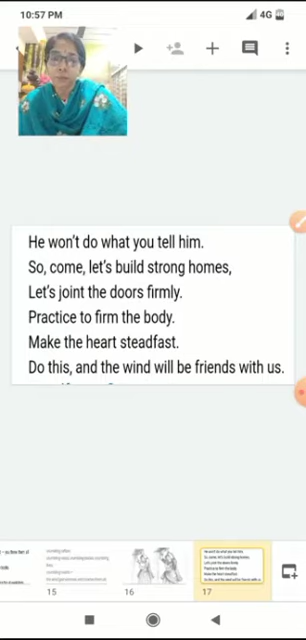 10:57 PM
4G
He won't do what you tell him.
So, come, let's build strong homes,
Let's joint the doors firmly.
Practice to firm the body.
Make the heart steadfast.
Do this, and the wind will be friends with us.
15
16
17